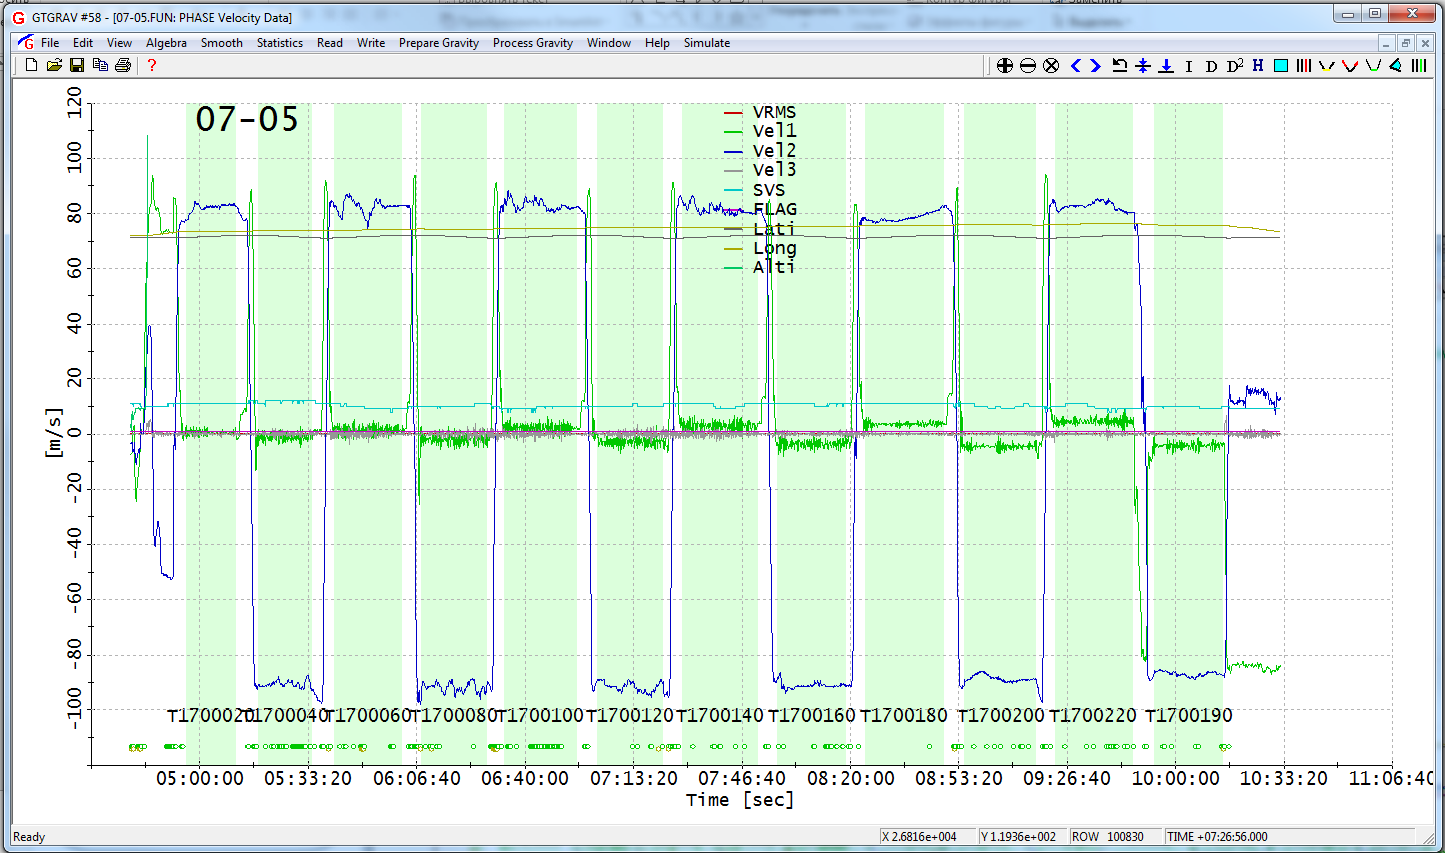 GTGRAV #58 - [07-05.FUN: PHASE Velocity Data]
File Edit View Algebra Smooth Statistics Read Write Prepare Gravity Process Gravity Window Help Simulate
? I D D² H
07-05
VRMS
Vel1
Vel2
Vel3
SVS
FLAG
Lati
Long
Alti
120
100
80
60
40
20
0
-20
-40
-60
-80
-100
[m/s]
T1700020 T1700040 T1700060 T1700080 T1700100 T1700120 T1700140 T1700160 T1700180 T1700200 T1700220 T1700190
05:00:00 05:33:20 06:06:40 06:40:00 07:13:20 07:46:40 08:20:00 08:53:20 09:26:40 10:00:00 10:33:20 11:06:40
Time [sec]
Ready X 2.6816e+004 Y 1.1936e+002 ROW 100830 TIME +07:26:56.000